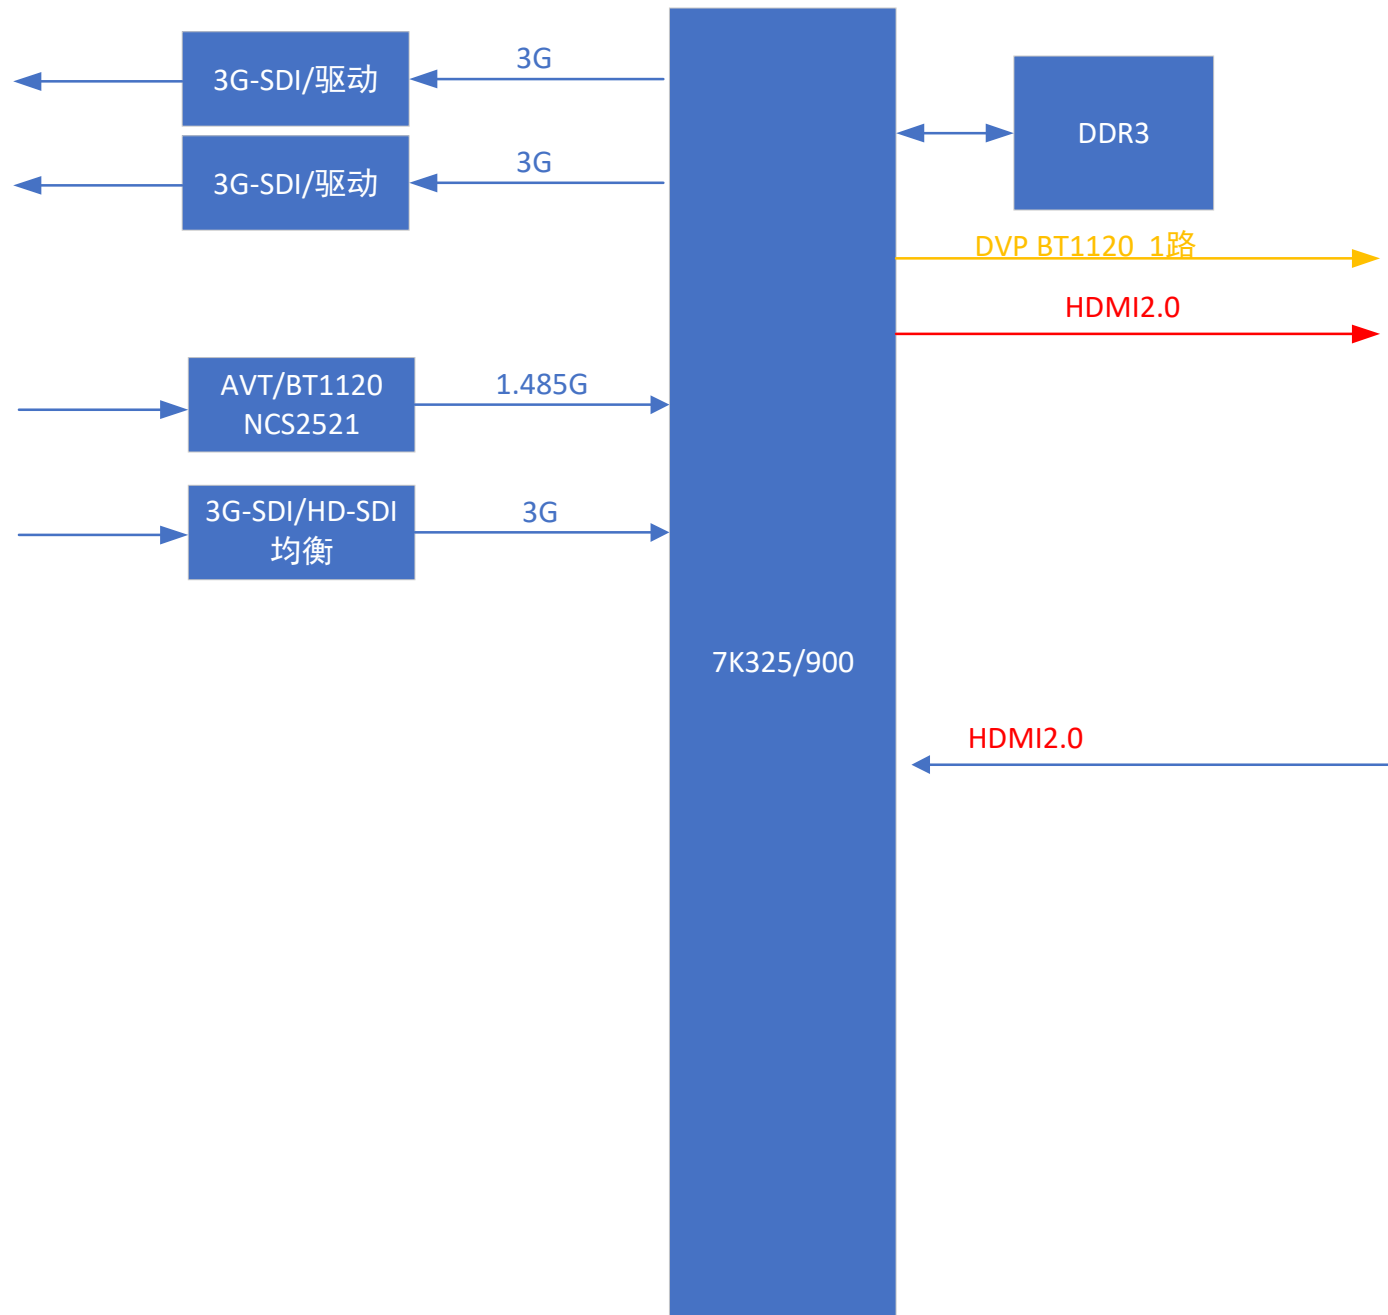 3G-SDI/驱动
3G
3G-SDI/驱动
3G
DDR3
DVP BT1120  1路
HDMI2.0
AVT/BT1120
NCS2521
1.485G
3G-SDI/HD-SDI
均衡
3G
7K325/900
HDMI2.0